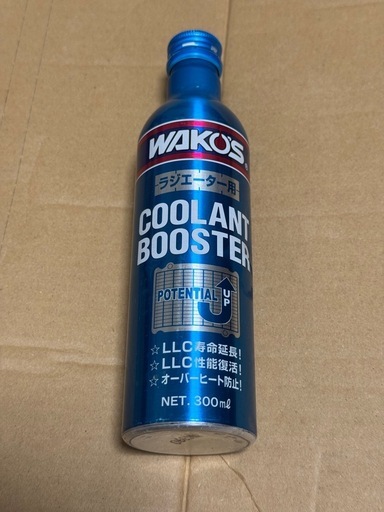 WAKO'S®
ラジエーター用
COOLANT
BOOSTER
POTENTIAL UP
☆LLC寿命延長!
☆LLC性能復活!
☆オーバーヒート防止!
NET. 300ml